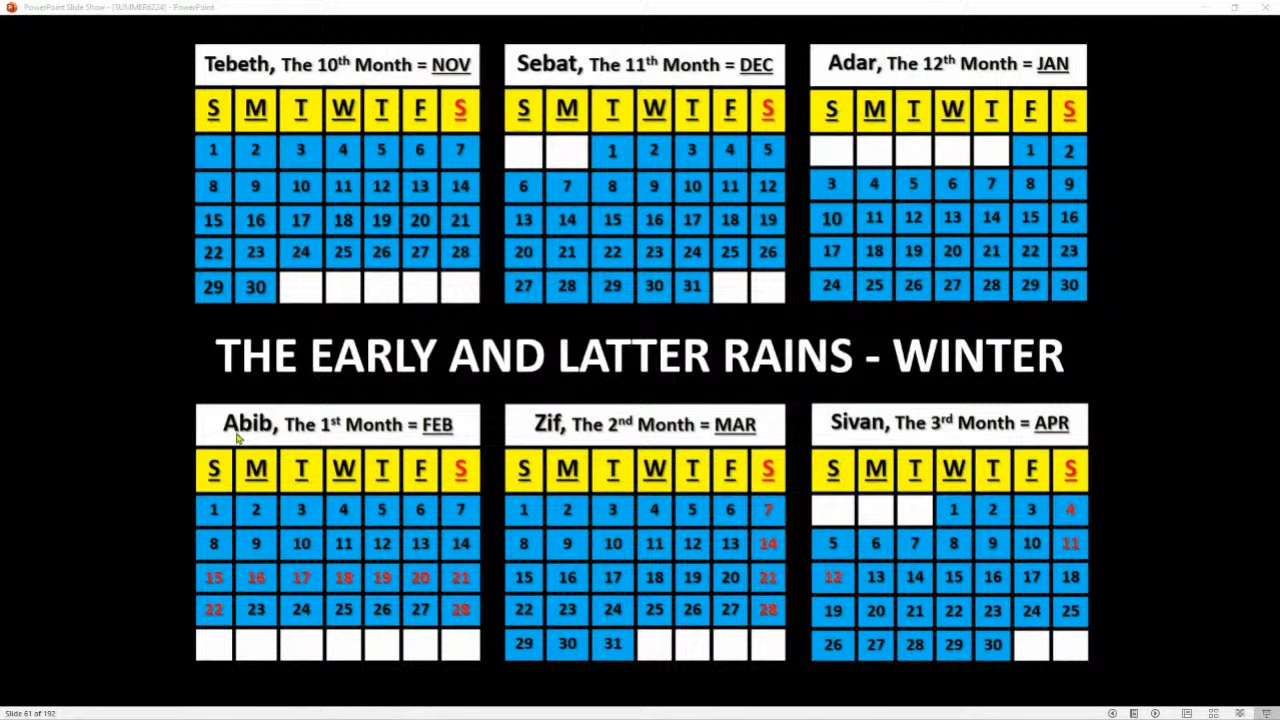 PowerPoint Slide Show - (SUMMER6Z24) - PowerPoint
Tebeth, The 10th Month = NOV
S M T W T F S
1 2 3 4 5 6 7
8 9 10 11 12 13 14
15 16 17 18 19 20 21
22 23 24 25 26 27 28
29 30
Sebat, The 11th Month = DEC
S M T W T F S
1 2 3 4 5
6 7 8 9 10 11 12
13 14 15 16 17 18 19
20 21 22 23 24 25 26
27 28 29 30 31
Adar, The 12th Month = JAN
S M T W T F S
1 2
3 4 5 6 7 8 9
10 11 12 13 14 15 16
17 18 19 20 21 22 23
24 25 26 27 28 29 30
THE EARLY AND LATTER RAINS - WINTER
Abib, The 1st Month = FEB
S M T W T F S
1 2 3 4 5 6 7
8 9 10 11 12 13 14
15 16 17 18 19 20 21
22 23 24 25 26 27 28
Zif, The 2nd Month = MAR
S M T W T F S
1 2 3 4 5 6 7
8 9 10 11 12 13 14
15 16 17 18 19 20 21
22 23 24 25 26 27 28
29 30 31
Sivan, The 3rd Month = APR
S M T W T F S
1 2 3 4
5 6 7 8 9 10 11
12 13 14 15 16 17 18
19 20 21 22 23 24 25
26 27 28 29 30
Slide 61 of 192